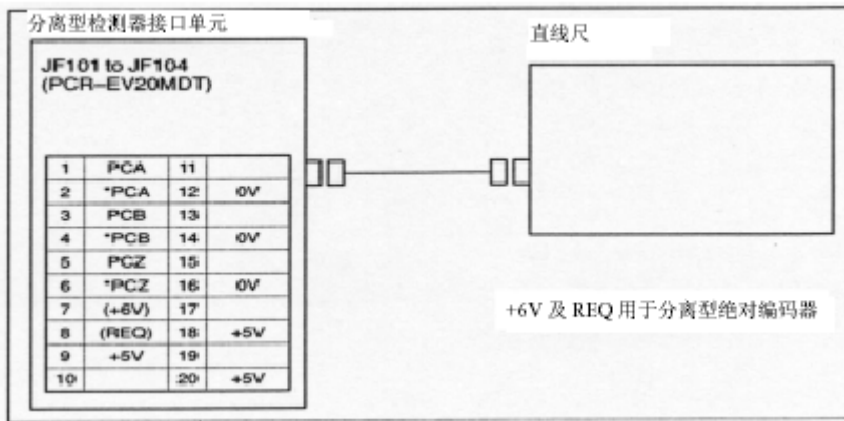 分离型检测器接口单元
直线尺
JF101 to JF104
(PCR-EV20MDT)
1 PCA 11
2 *PCA 12 0V
3 PCB 13
4 *PCB 14 0V
5 PCZ 15
6 *PCZ 16 0V
7 (+6V) 17
8 (REQ) 18 +5V
9 +5V 19
10 20 +5V
+6V 及 REQ 用于分离型绝对编码器